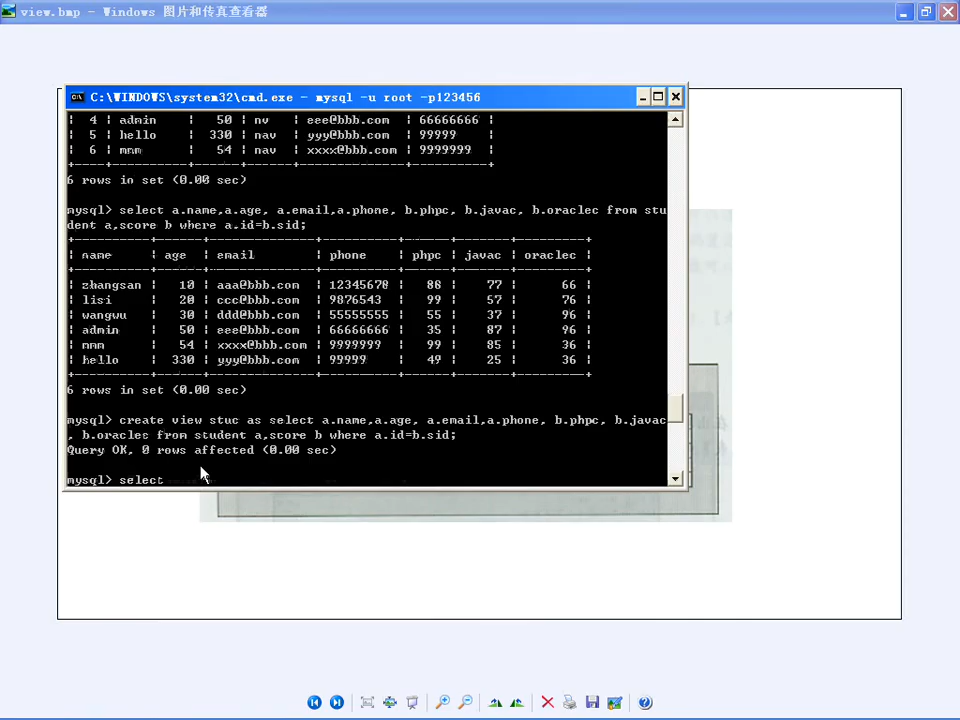 view.bmp - Windows 图片和传真查看器
C:\WINDOWS\system32\cmd.exe - mysql -u root -p123456
| 4 | admin | 50 | nv | eee@bbb.com | 66666666 |
| 5 | hello | 330 | nav | yyy@bbb.com | 99999 |
| 6 | mmm | 54 | nav | xxxx@bbb.com | 9999999 |
+----+----------+------+------+--------------+----------+
6 rows in set (0.00 sec)
mysql> select a.name,a.age, a.email,a.phone, b.phpc, b.javac, b.oraclec from stu
dent a,score b where a.id=b.sid;
+----------+------+--------------+----------+------+-------+---------+
| name | age | email | phone | phpc | javac | oraclec |
+----------+------+--------------+----------+------+-------+---------+
| zhangsan | 10 | aaa@bbb.com | 12345678 | 88 | 77 | 66 |
| lisi | 20 | ccc@bbb.com | 9876543 | 99 | 57 | 76 |
| wangwu | 30 | ddd@bbb.com | 55555555 | 55 | 37 | 96 |
| admin | 50 | eee@bbb.com | 66666666 | 35 | 87 | 96 |
| mmm | 54 | xxxx@bbb.com | 9999999 | 99 | 85 | 36 |
| hello | 330 | yyy@bbb.com | 99999 | 49 | 25 | 36 |
+----------+------+--------------+----------+------+-------+---------+
6 rows in set (0.00 sec)
mysql> create view stuc as select a.name,a.age, a.email,a.phone, b.phpc, b.javac
, b.oraclec from student a,score b where a.id=b.sid;
Query OK, 0 rows affected (0.00 sec)
mysql> select